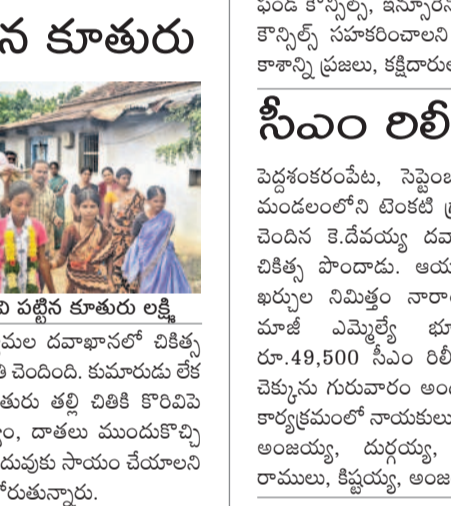 న కూతురు
పట్టిన కూతురు లక్ష్మి
మల దవాఖానలో చికిత్స
చెందింది. కుమారుడు లేక
తురు తల్లి చితికి కొరివిపె
దాతలు ముందుకొచ్చి
దువుకు సాయం చేయాలని
రుతున్నారు.
ఫండ్ కౌన్సిల్స్, ఇన్సూరెన్
కౌన్సిల్స్ సహకరించాలని
కాశాన్ని ప్రజలు, కక్షిదారుల
సీఎం రిలీ
పెద్దశంకరంపేట, సెప్టెంబ
మండలంలోని టెంకటి
చెందిన కె.దేవయ్య దవా
చికిత్స పొందాడు. ఆయ
ఖర్చుల నిమిత్తం నారా
మాజీ ఎమ్మెల్యే భూ
రూ.49,500 సీఎం రిలీ
చెక్కును గురువారం అం
కార్యక్రమంలో నాయకులు
అంజయ్య, దుర్గయ్య,
రాములు, కిష్టయ్య, అంజ